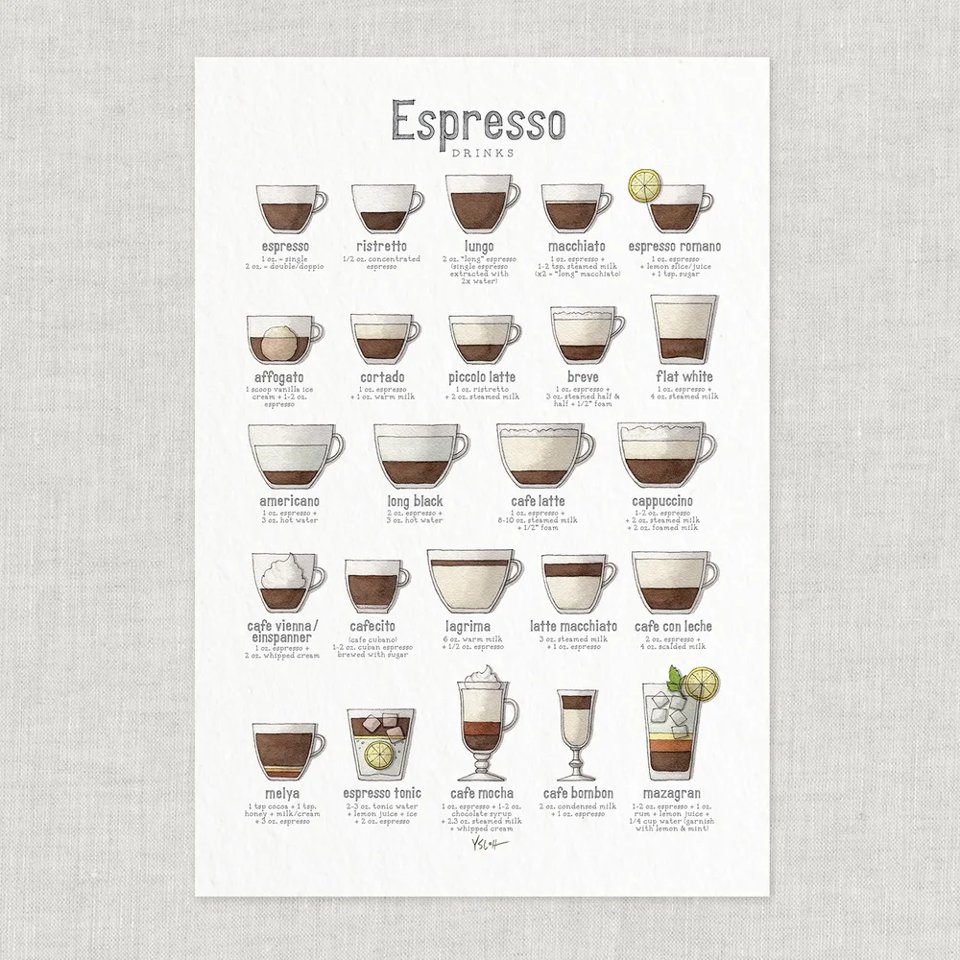 Espresso
DRINKS
espresso
1 oz. = single
2 oz. = double/doppio
ristretto
1/2 oz. concentrated
espresso
lungo
2 oz. "long" espresso
(single espresso
extracted with
2x water)
macchiato
1 oz. espresso +
1-2 tsp. steamed milk
(x2 = "long" macchiato)
espresso romano
1 oz. espresso
+ lemon slice/juice
+ 1 tsp. sugar
affogato
1 scoop vanilla ice
cream + 1-2 oz.
espresso
cortado
1 oz. espresso
+ 1 oz. warm milk
piccolo latte
1 oz. ristretto
+ 2 oz. steamed milk
breve
1 oz. espresso +
3 oz. steamed half &
half + 1/2" foam
flat white
1 oz. espresso +
4 oz. steamed milk
americano
1 oz. espresso +
3 oz. hot water
long black
2 oz. espresso +
3 oz. hot water
cafe latte
1 oz. espresso +
8-10 oz. steamed milk
+ 1/2" foam
cappuccino
1-2 oz. espresso
+ 2 oz. steamed milk
+ 2 oz. foamed milk
cafe vienna/
einspanner
1 oz. espresso +
2 oz. whipped cream
cafecito
(cafe cubano)
1-2 oz. cuban espresso
brewed with sugar
lagrima
6 oz. warm milk
+ 1/2 oz. espresso
latte macchiato
3 oz. steamed milk
+ 1 oz. espresso
cafe con leche
2 oz. espresso +
4 oz. scalded milk
melya
1 tsp cocoa + 1 tsp.
honey + milk/cream
+ 3 oz. espresso
espresso tonic
2-3 oz. tonic water
+ lemon juice + ice
+ 2 oz. espresso
cafe mocha
1 oz. espresso + 1-2 oz.
chocolate syrup
+ 2.3 oz. steamed milk
+ whipped cream
cafe bombon
2 oz. condensed milk
+ 1 oz. espresso
mazagran
1-2 oz. espresso + 1 oz.
rum + lemon juice +
1/4 cup water (garnish
with lemon & mint)